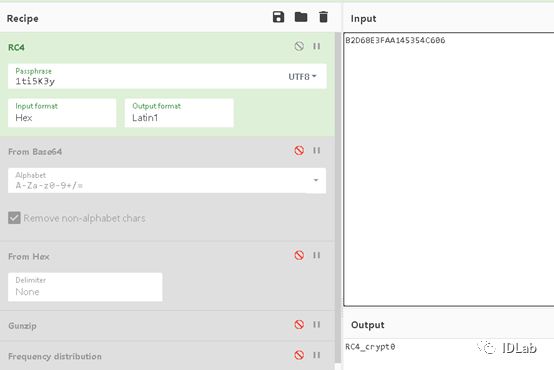 Recipe
Input
RC4
Passphrase
1ti5K3y
UTF8
Input format
Hex
Output format
Latin1
From Base64
Alphabet
A-Za-z0-9+/=
Remove non-alphabet chars
From Hex
Delimiter
None
Gunzip
Frequency distribution
B2D68E3FAA145354C606
Output
RC4_crypt0
IDLab